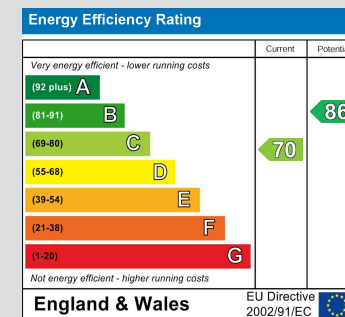 Energy Efficiency Rating
Current Potentia
Very energy efficient - lower running costs
(92 plus) A
(81-91) B
(69-80) C
(55-68) D
(39-54) E
(21-38) F
(1-20) G
70
86
Not energy efficient - higher running costs
England & Wales
EU Directive
2002/91/EC